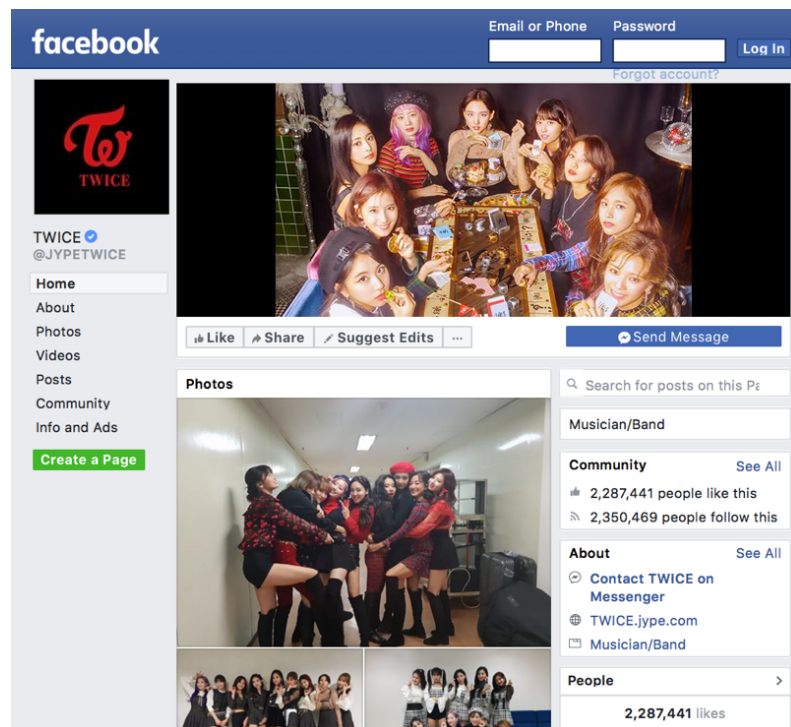 facebook
Email or Phone
Password
Log In
Forgot account?
TWICE
TWICE
@JYPETWICE
Home
About
Photos
Videos
Posts
Community
Info and Ads
Create a Page
Like
Share
Suggest Edits
...
Send Message
Photos
Search for posts on this Pa
Musician/Band
Community
See All
2,287,441 people like this
2,350,469 people follow this
About
See All
Contact TWICE on
Messenger
TWICE.jype.com
Musician/Band
People
2,287,441 likes